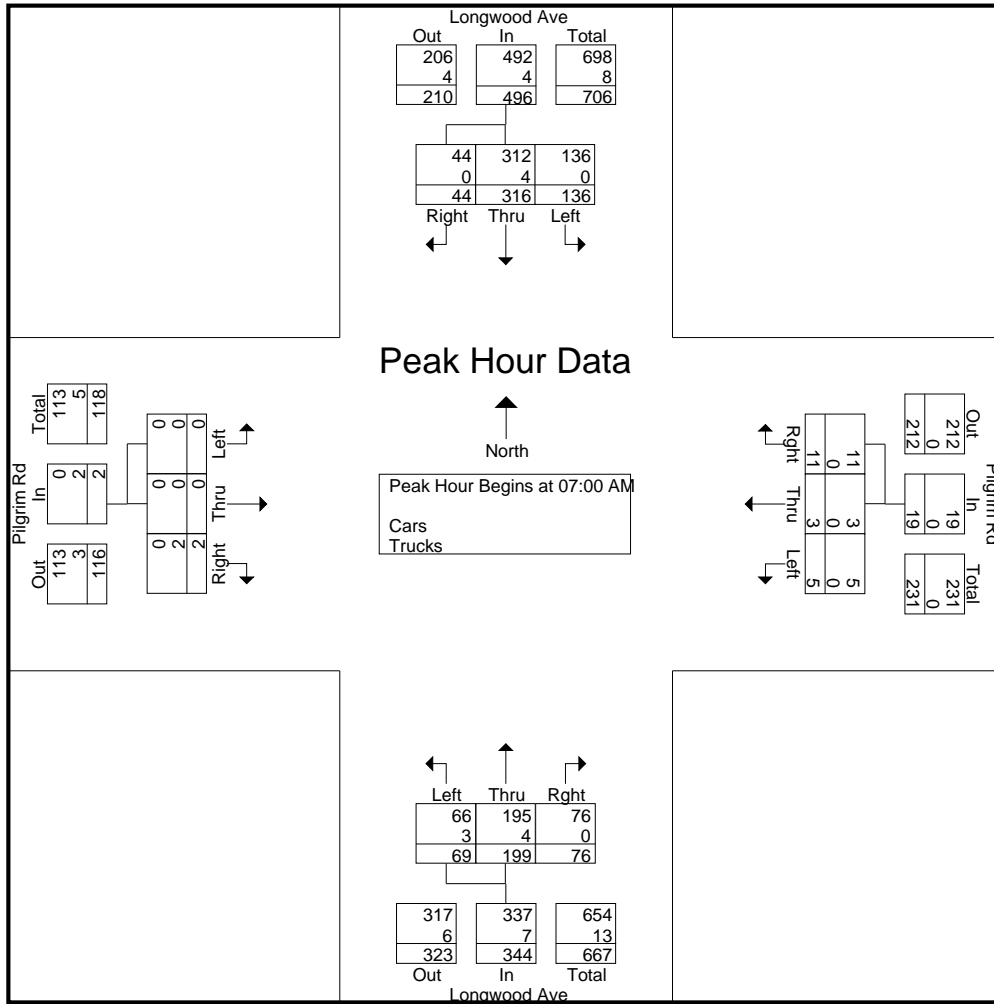 Longwood Ave
Out In Total
206 492 698
4 4 8
210 496 706
44 312 136
0 4 0
44 316 136
Right Thru Left
Peak Hour Data
North
Peak Hour Begins at 07:00 AM
Cars
Trucks
Pilgrim Rd
Total In Out
113 0 113
5 2 3
118 2 116
0 0 0
0 0 2
0 0 2
Left Thru Right
Rght Thru Left
11 3 5
0 0 0
11 3 5
Out In Total
212 19 231
0 0 0
212 19 231
Pilgrim Rd
Left Thru Rght
66 195 76
3 4 0
69 199 76
317 337 654
6 7 13
323 344 667
Out In Total
Longwood Ave